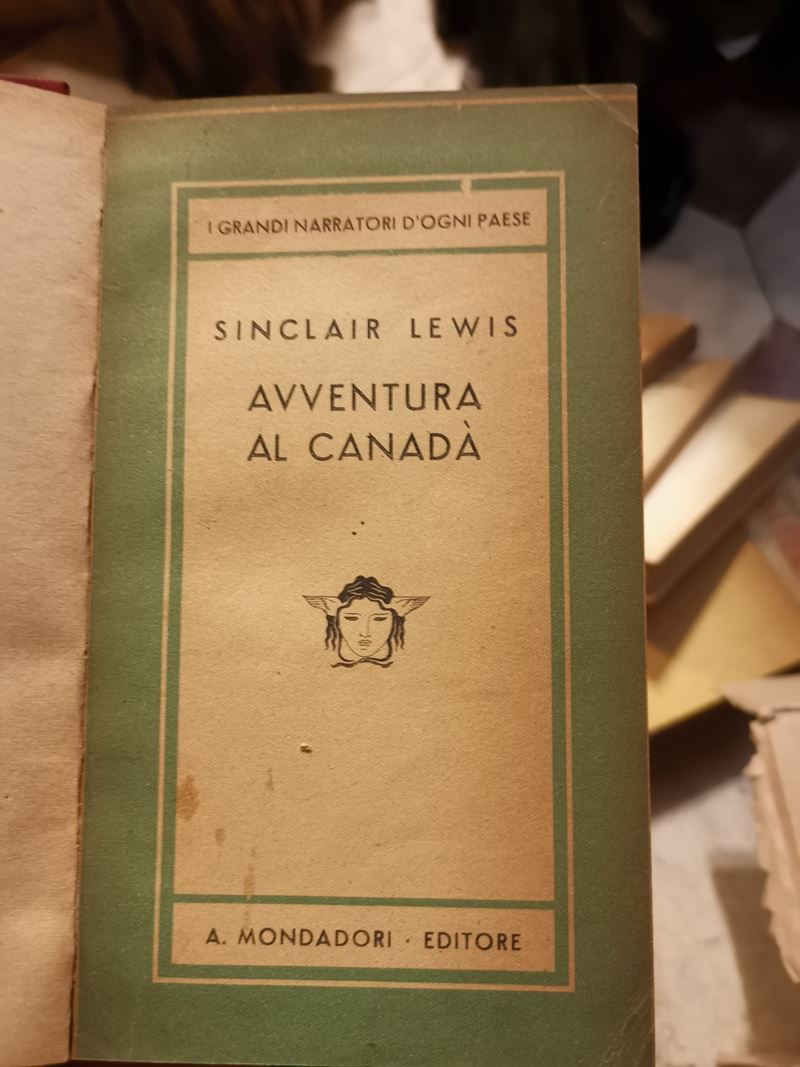 I GRANDI NARRATORI D'OGNI PAESE
SINCLAIR LEWIS
AVVENTURA
AL CANADÀ
A. MONDADORI · EDITORE